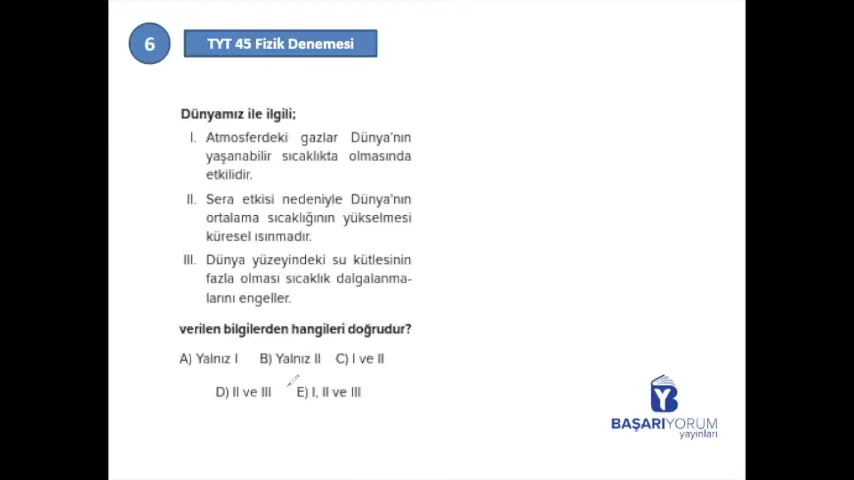 6
TYT 45 Fizik Denemesi
Dünyamız ile ilgili;
I. Atmosferdeki gazlar Dünya'nın
yaşanabilir sıcaklıkta olmasında
etkilidir.
II. Sera etkisi nedeniyle Dünya'nın
ortalama sıcaklığının yükselmesi
küresel ısınmadır.
III. Dünya yüzeyindeki su kütlesinin
fazla olması sıcaklık dalgalanma-
larını engeller.
verilen bilgilerden hangileri doğrudur?
A) Yalnız I B) Yalnız II C) I ve II
D) II ve III E) I, II ve III
BAŞARIYORUM
yayınları